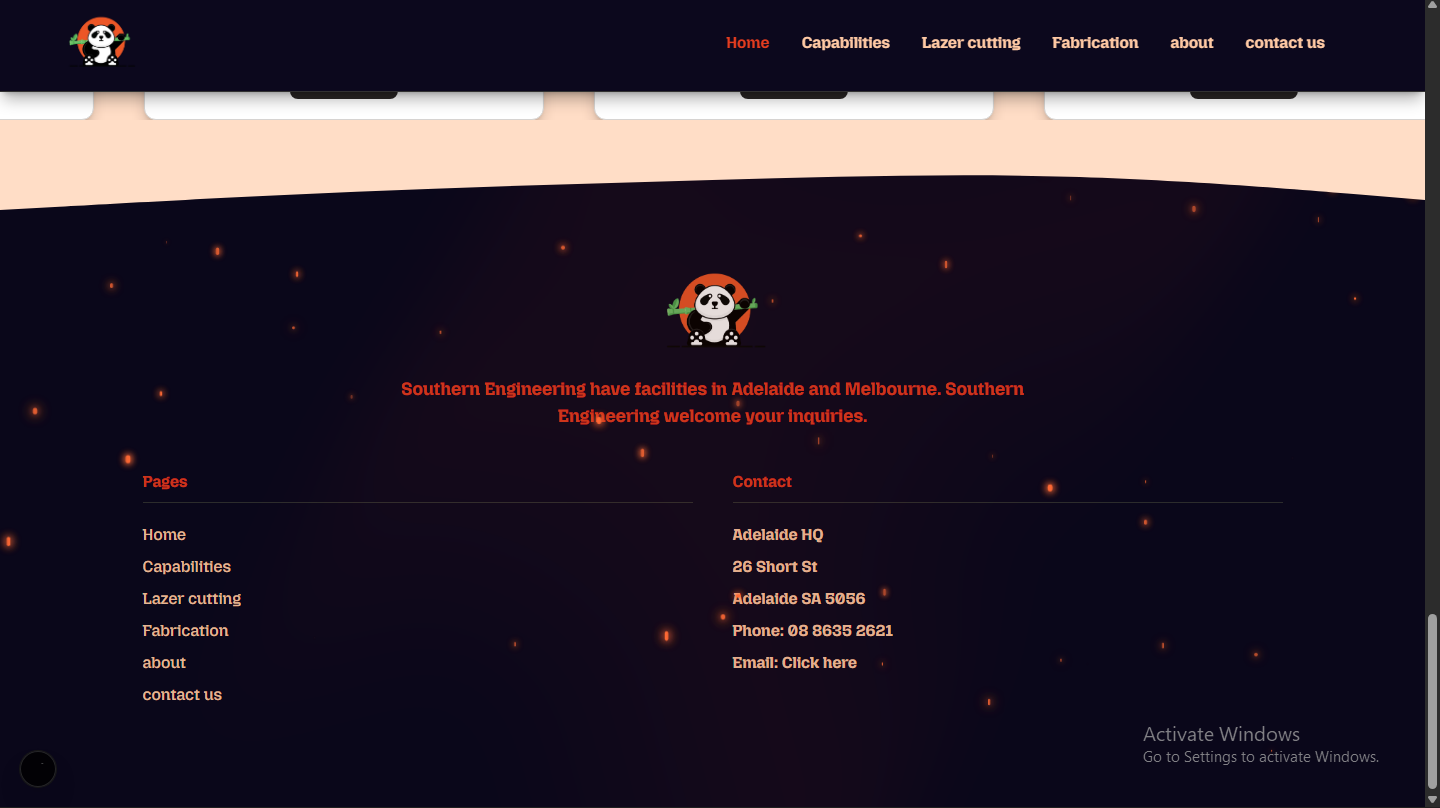 Home
Capabilities
Lazer cutting
Fabrication
about
contact us
Southern Engineering have facilities in Adelaide and Melbourne. Southern
Engineering welcome your inquiries.
Pages
Home
Capabilities
Lazer cutting
Fabrication
about
contact us
Contact
Adelaide HQ
26 Short St
Adelaide SA 5056
Phone: 08 8635 2621
Email: Click here
Activate Windows
Go to Settings to activate Windows.